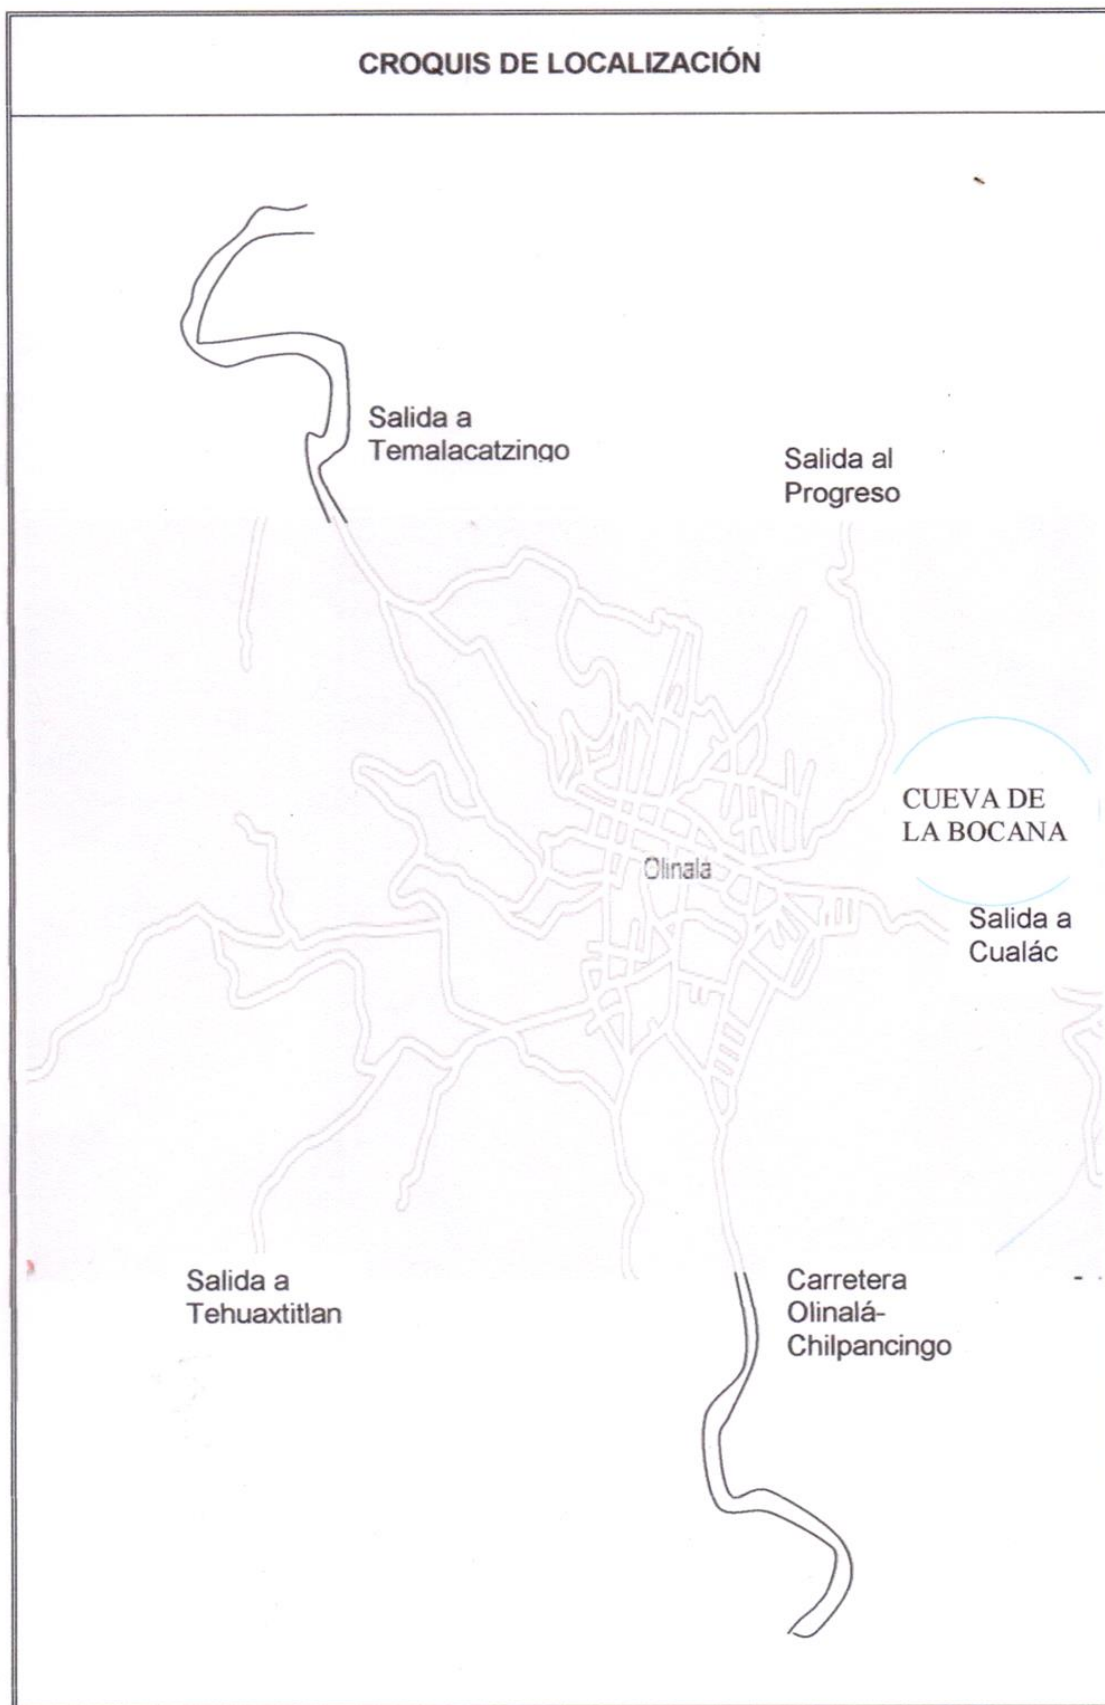 CROQUIS DE LOCALIZACIÓN
Salida a
Temalacatzingo
Salida al
Progreso
CUEVA DE
LA BOCANA
Olinalá
Salida a
Cualác
Salida a
Tehuaxtitlan
Carretera
Olinalá-
Chilpancingo